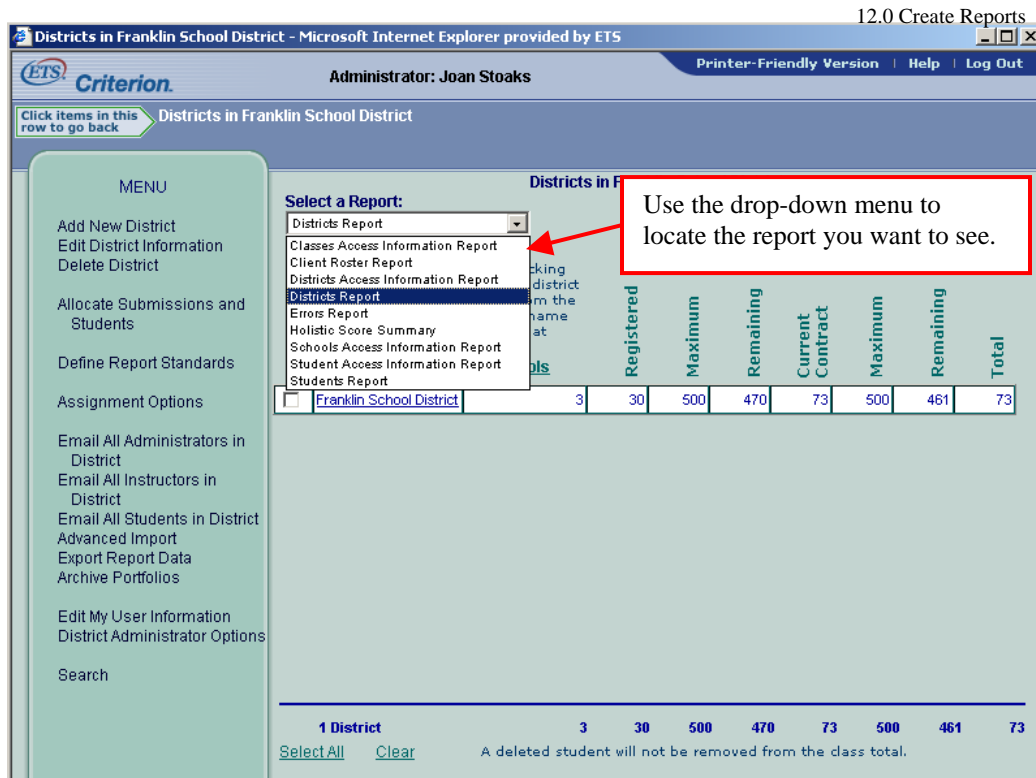 12.0 Create Reports
Districts in Franklin School District - Microsoft Internet Explorer provided by ETS
ETS Criterion.
Administrator: Joan Stoaks
Printer-Friendly Version | Help | Log Out
Click items in this
row to go back
Districts in Franklin School District
MENU
Add New District
Edit District Information
Delete District
Allocate Submissions and
Students
Define Report Standards
Assignment Options
Email All Administrators in
District
Email All Instructors in
District
Email All Students in District
Advanced Import
Export Report Data
Archive Portfolios
Edit My User Information
District Administrator Options
Search
Districts in F
Select a Report:
Districts Report
Classes Access Information Report
Client Roster Report
Districts Access Information Report
Districts Report
Errors Report
Holistic Score Summary
Schools Access Information Report
Student Access Information Report
Students Report
Use the drop-down menu to
locate the report you want to see.
cking
district
m the
name
at
ols
Registered
Maximum
Remaining
Current
Contract
Maximum
Remaining
Total
Franklin School District 3 30 500 470 73 500 461 73
1 District 3 30 500 470 73 500 461 73
Select All Clear A deleted student will not be removed from the class total.